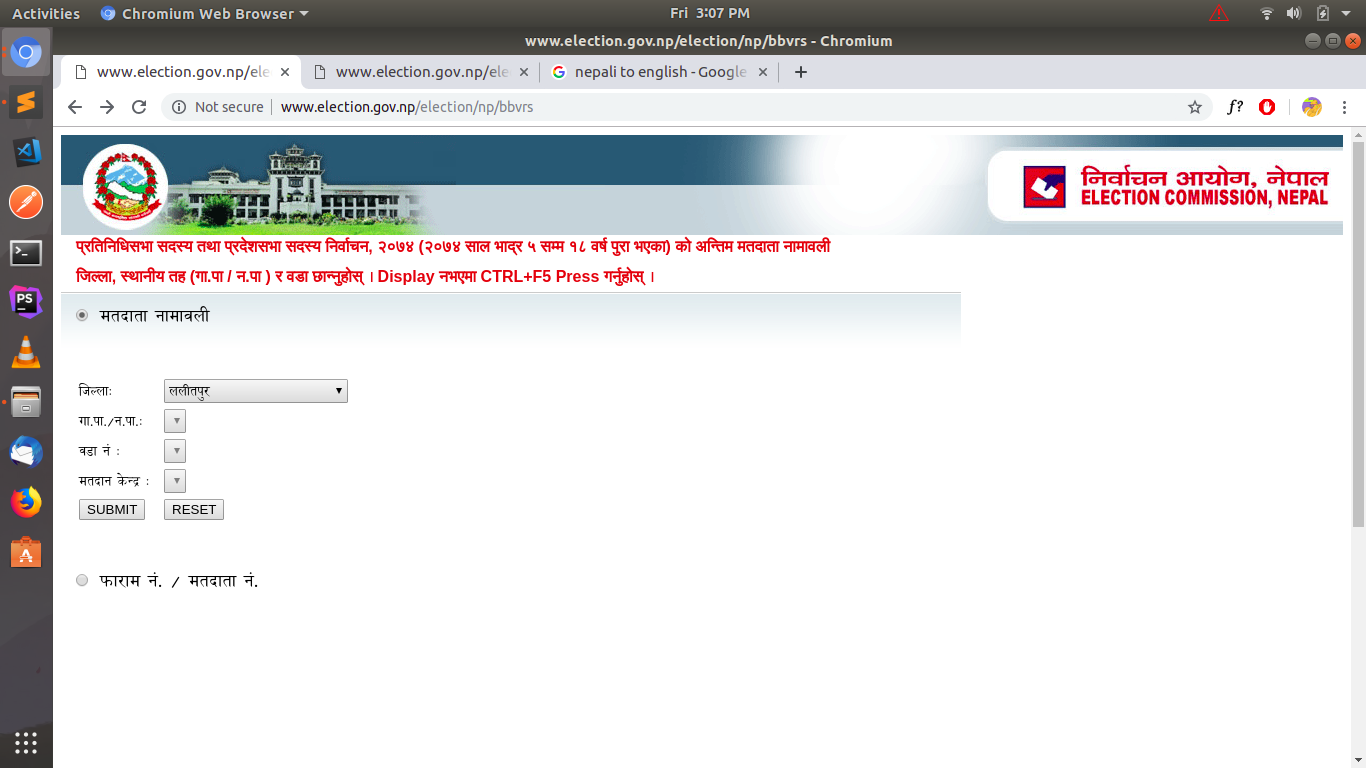 Activities
Chromium Web Browser
Fri 3:07 PM
www.election.gov.np/election/np/bbvrs - Chromium
www.election.gov.np/ele
www.election.gov.np/ele
nepali to english - Google
Not secure
www.election.gov.np/election/np/bbvrs
f?
निर्वाचन आयोग, नेपाल
ELECTION COMMISSION, NEPAL
प्रतिनिधिसभा सदस्य तथा प्रदेशसभा सदस्य निर्वाचन, २०७४ (२०७४ साल भाद्र ५ सम्म १८ वर्ष पुरा भएका) को अन्तिम मतदाता नामावली
जिल्ला, स्थानीय तह (गा.पा / न.पा ) र वडा छान्नुहोस् । Display नभएमा CTRL+F5 Press गर्नुहोस् ।
मतदाता नामावली
जिल्लाः
ललीतपुर
गा.पा./न.पा.:
वडा नं :
मतदान केन्द्र :
SUBMIT
RESET
फाराम नं. / मतदाता नं.
PS